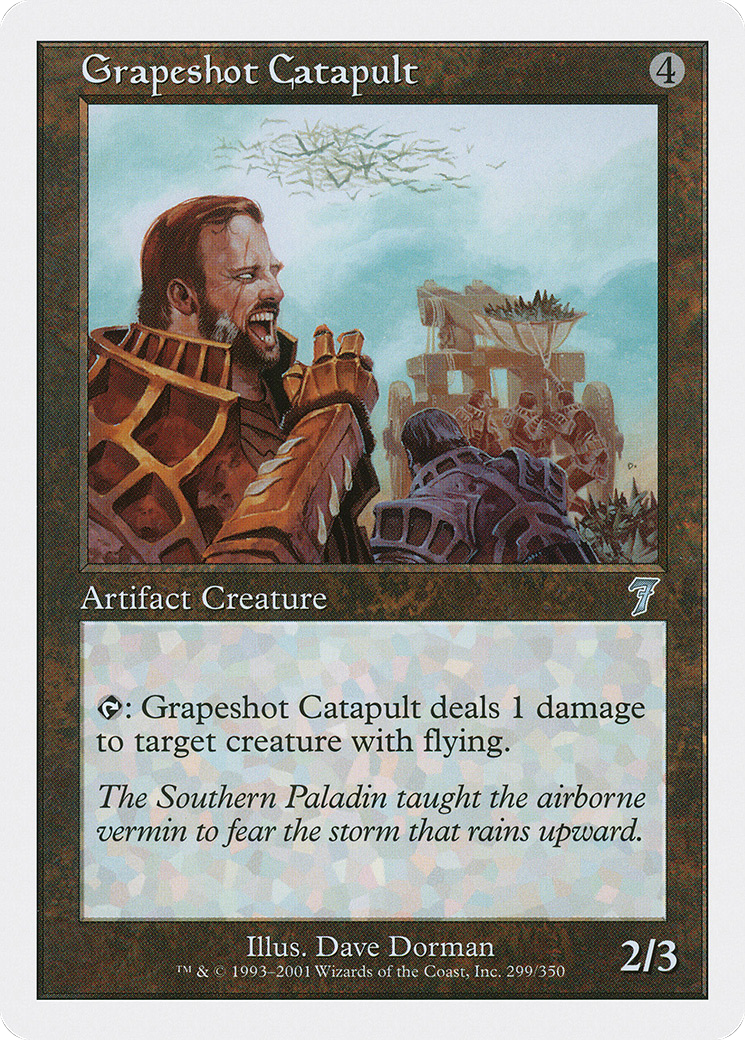 Grapeshot Catapult 4
Artifact Creature 7
: Grapeshot Catapult deals 1 damage
to target creature with flying.
The Southern Paladin taught the airborne
vermin to fear the storm that rains upward.
Illus. Dave Dorman
™ & © 1993–2001 Wizards of the Coast, Inc. 299/350
2/3